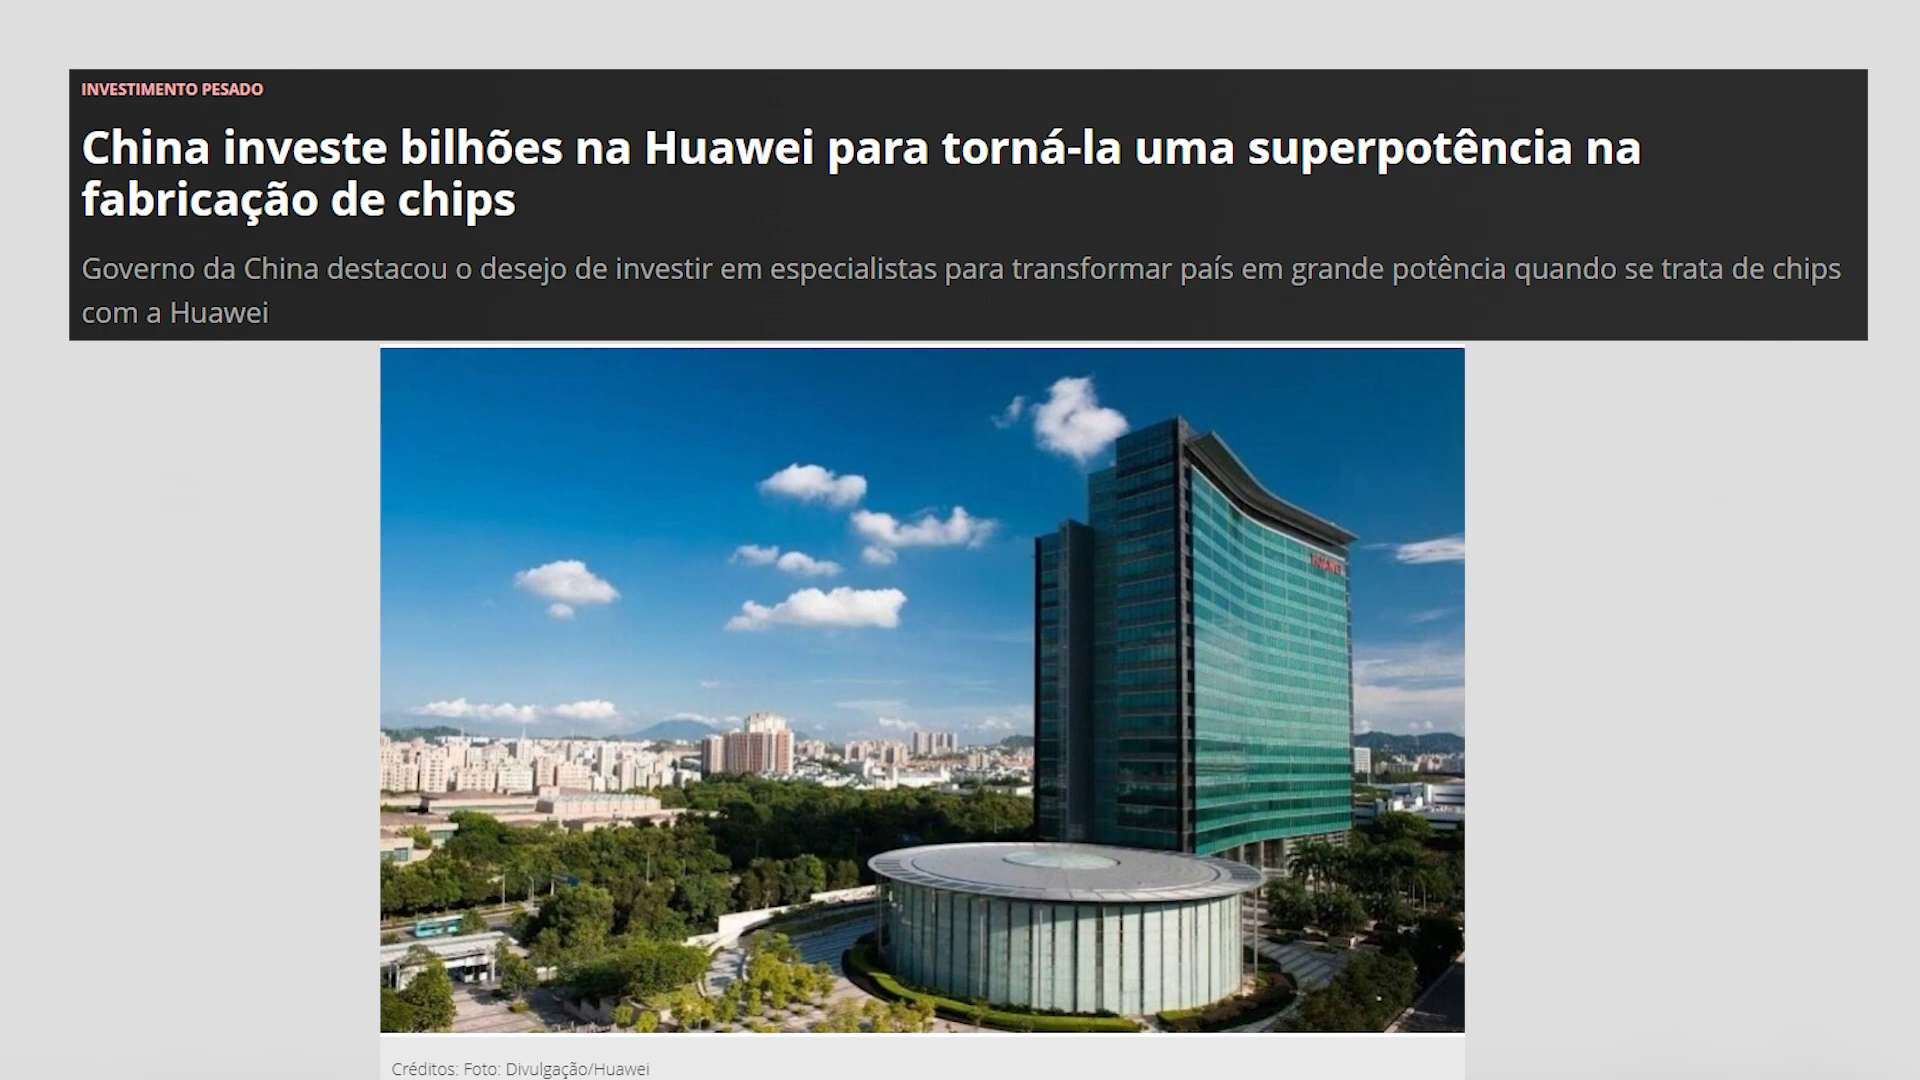 INVESTIMENTO PESADO
China investe bilhões na Huawei para torná-la uma superpotência na
fabricação de chips
Governo da China destacou o desejo de investir em especialistas para transformar país em grande potência quando se trata de chips
com a Huawei
HUAWEI
Créditos: Foto: Divulgação/Huawei